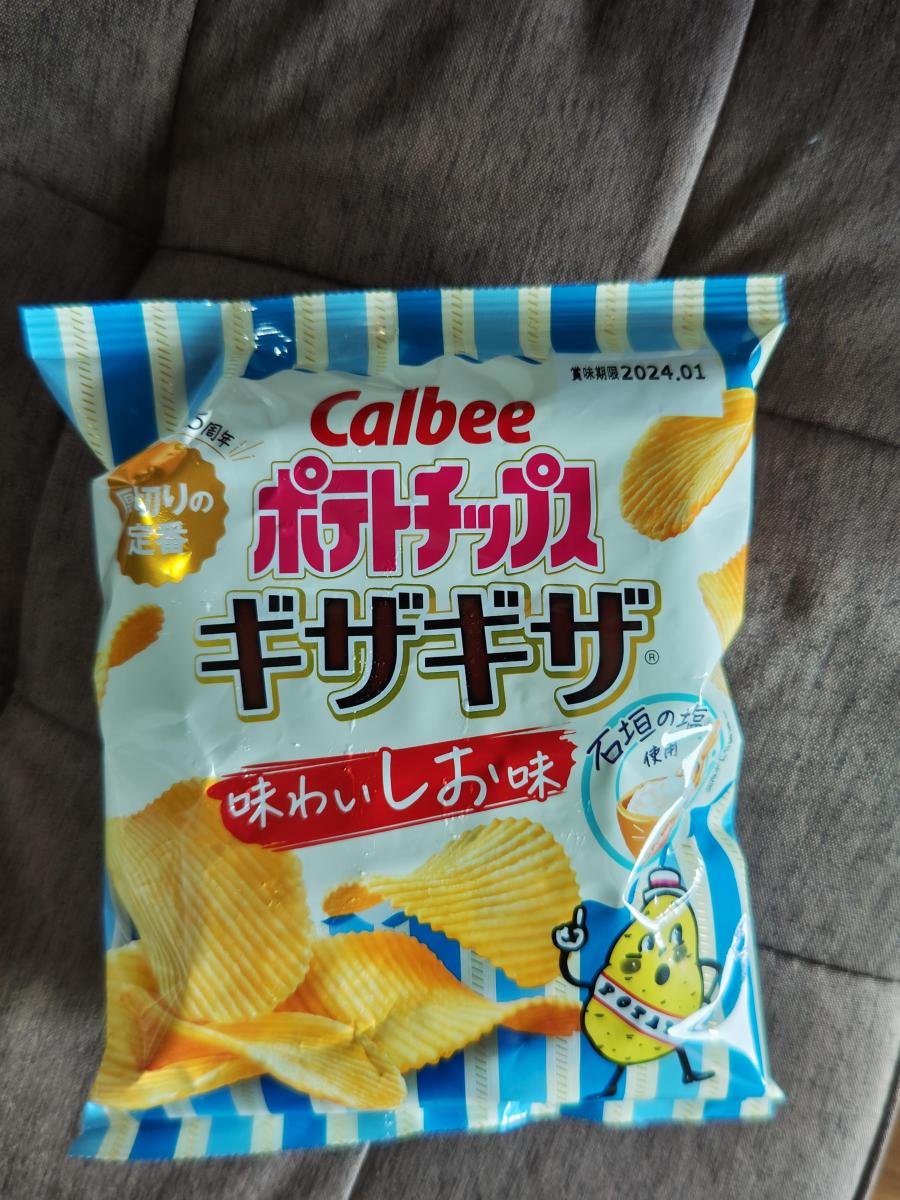 賞味期限2024.01
Calbee
周年
切りの
定番
ポテトチップス
ギザギザ
®
石垣の塩
使用
味わいしお味